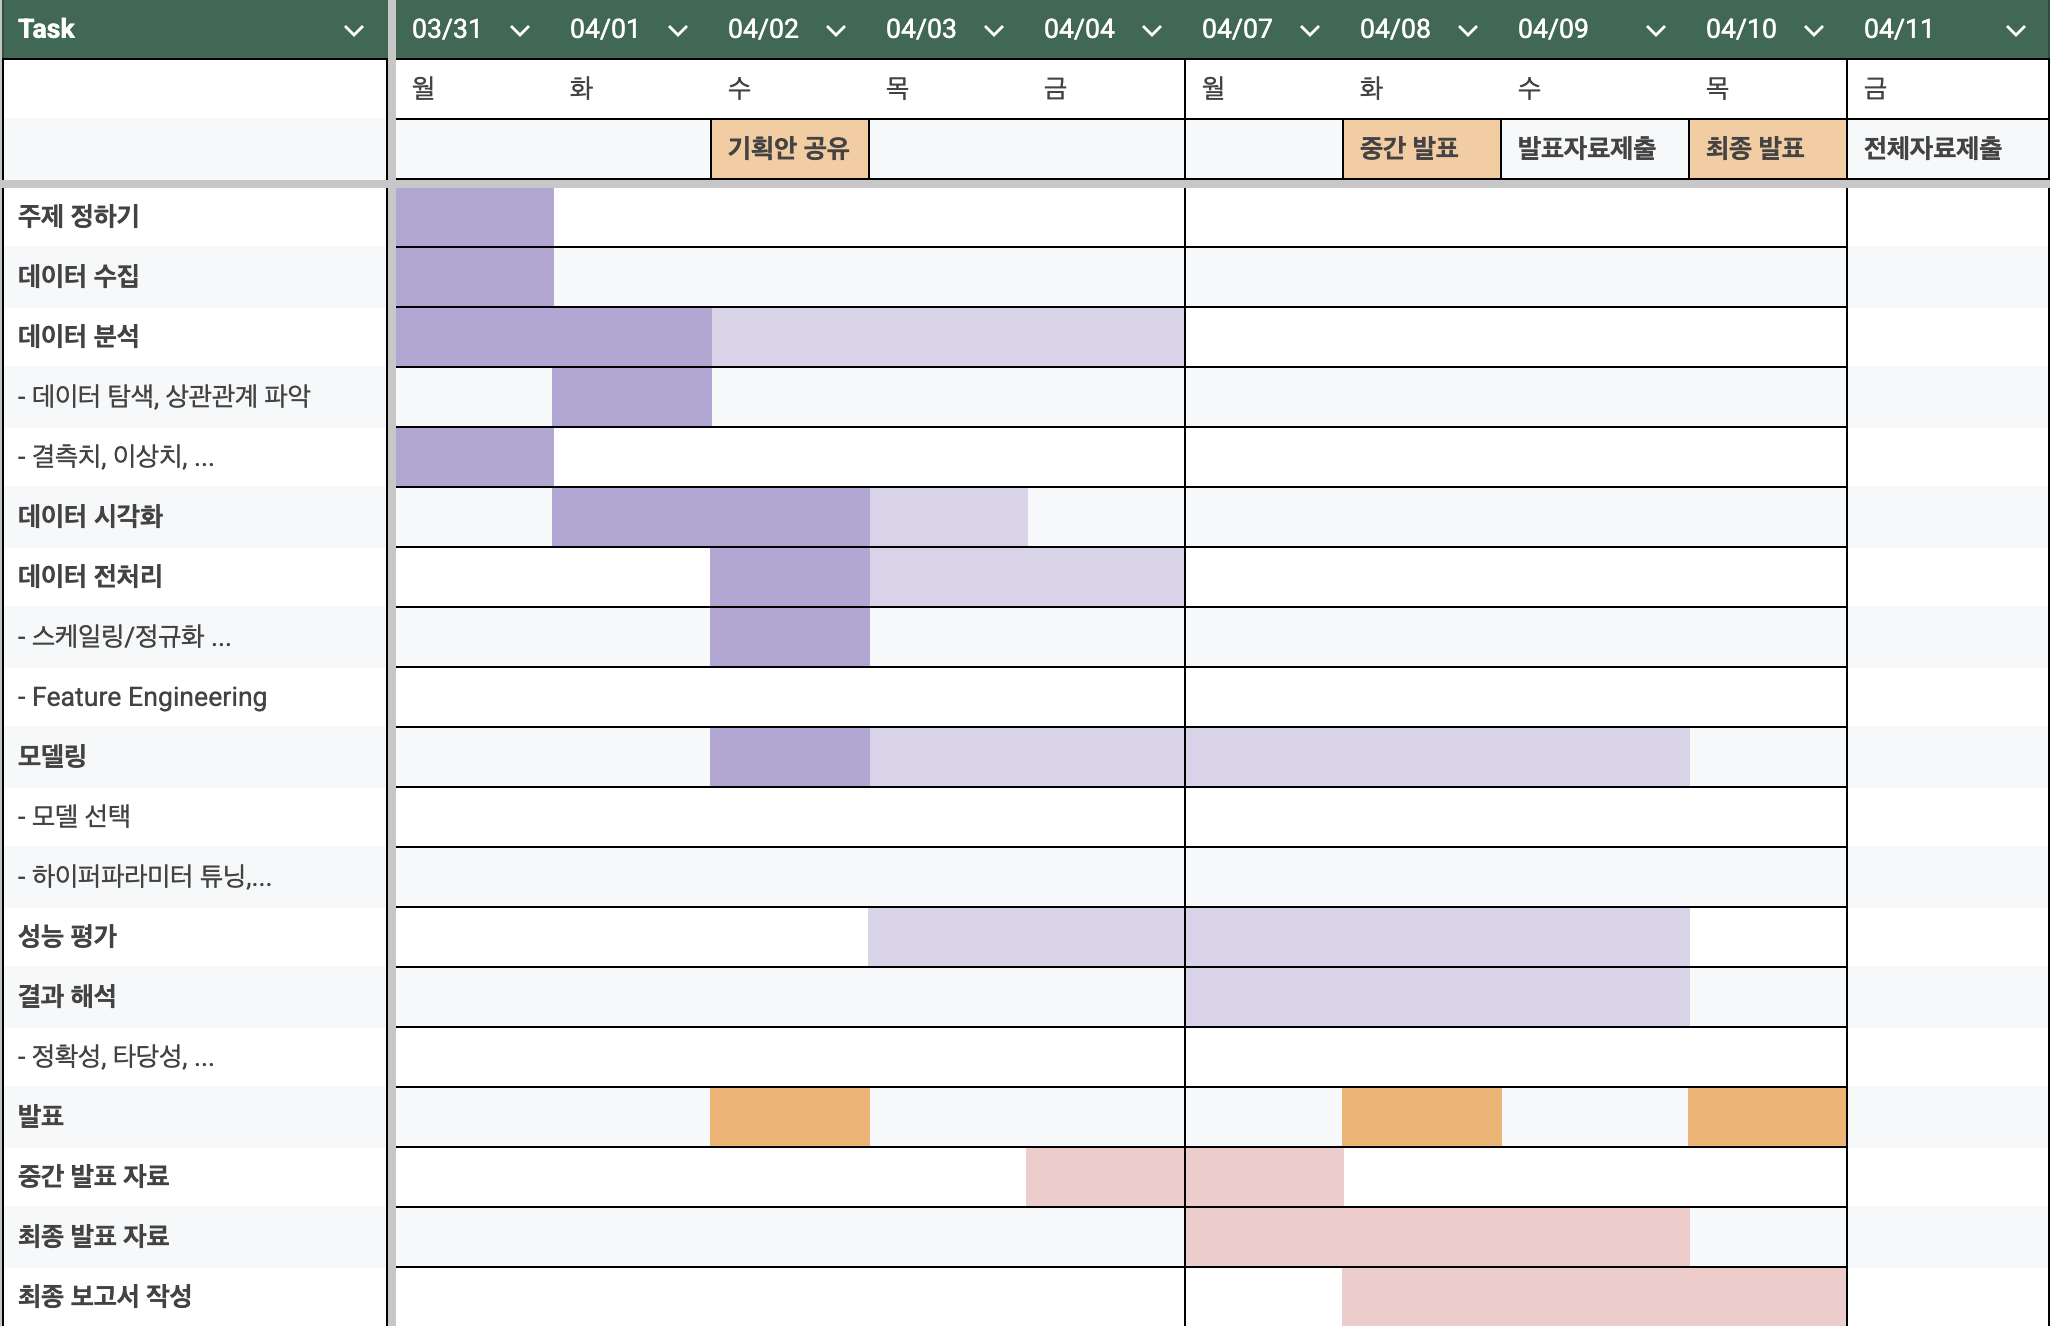 Task 03/31 04/01 04/02 04/03 04/04 04/07 04/08 04/09 04/10 04/11
월 화 수 목 금 월 화 수 목 금
기획안 공유 중간 발표 발표자료제출 최종 발표 전체자료제출
주제 정하기
데이터 수집
데이터 분석
- 데이터 탐색, 상관관계 파악
- 결측치, 이상치, ...
데이터 시각화
데이터 전처리
- 스케일링/정규화 ...
- Feature Engineering
모델링
- 모델 선택
- 하이퍼파라미터 튜닝,...
성능 평가
결과 해석
- 정확성, 타당성, ...
발표
중간 발표 자료
최종 발표 자료
최종 보고서 작성